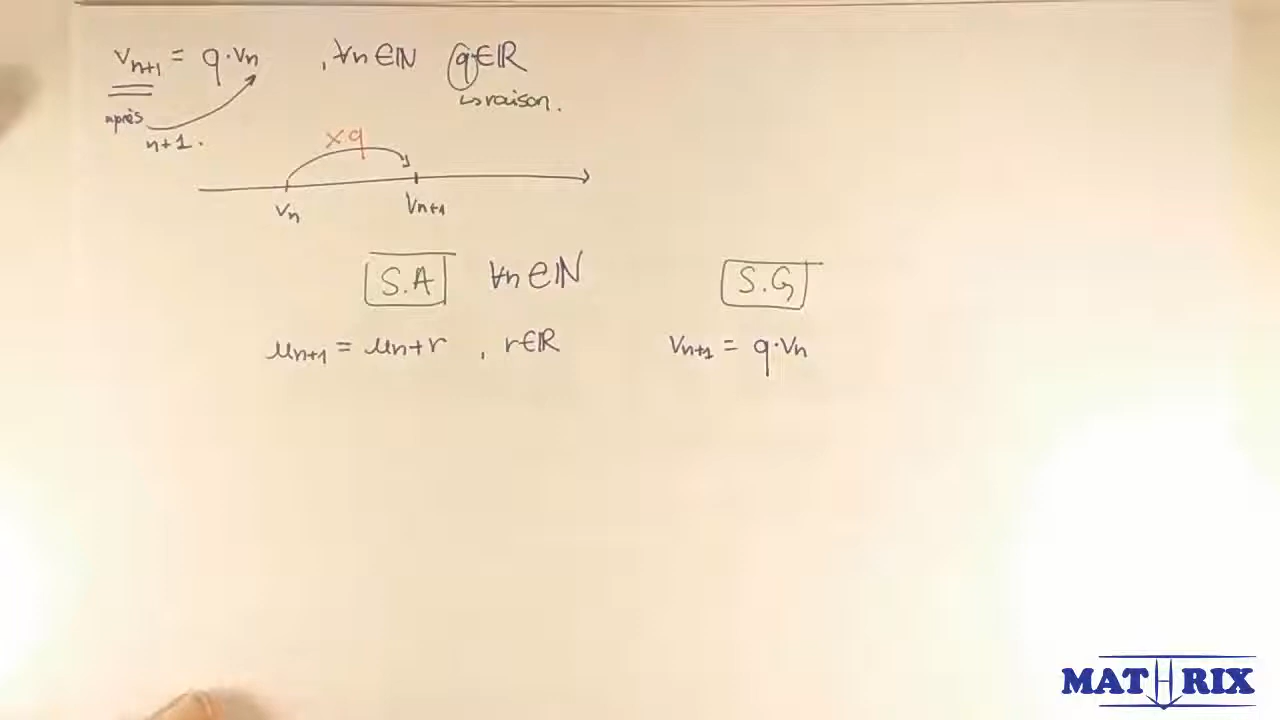 Vn+1 = q·Vn , ∀n∈ℕ q∈ℝ
↳ raison.
après
n+1.
×q
Vn Vn+1
S.A ∀n∈ℕ S.G
un+1 = un+r , r∈ℝ Vn+1 = q·Vn
MATHRIX